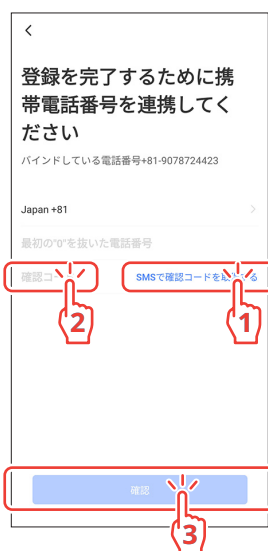 登録を完了するために携
帯電話番号を連携してく
ださい
バインドしている電話番号+81-9078724423
Japan +81
最初の"0"を抜いた電話番号
確認コ
SMSで確認コードを取 る
2
1
確認
3